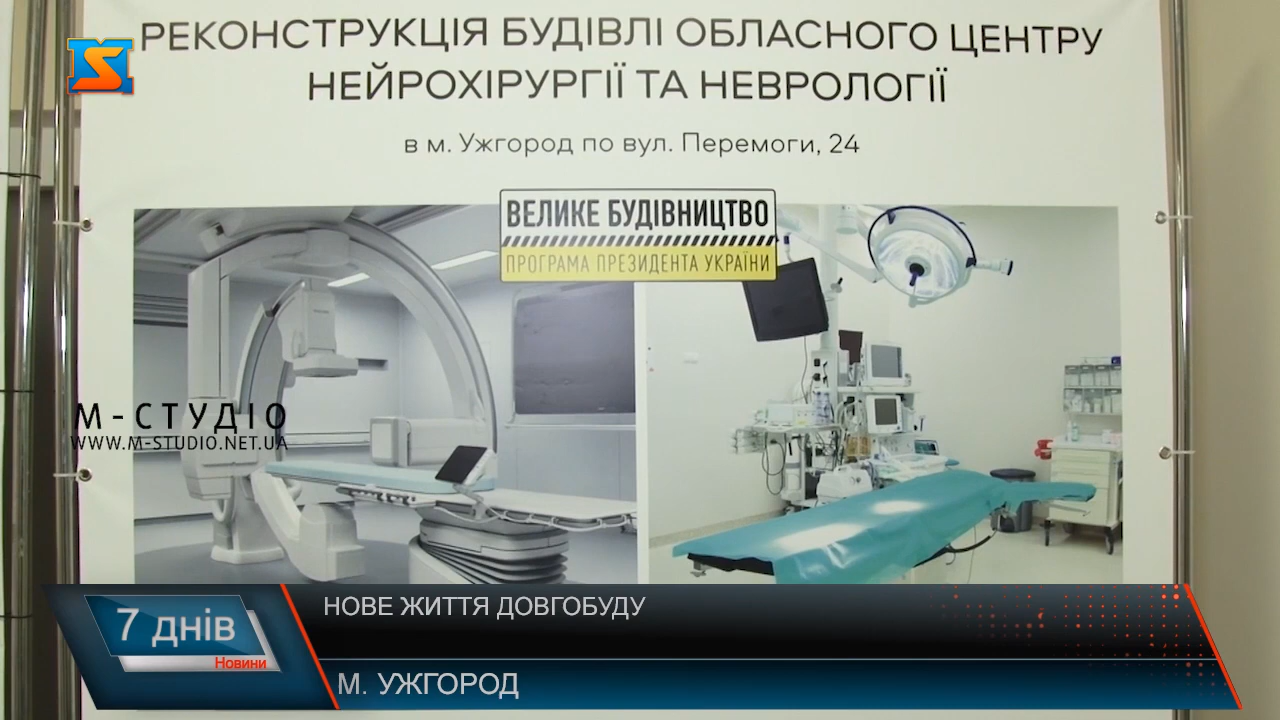 РЕКОНСТРУКЦІЯ БУДІВЛІ ОБЛАСНОГО ЦЕНТРУ
НЕЙРОХІРУРГІЇ ТА НЕВРОЛОГІЇ
в м. Ужгород по вул. Перемоги, 24
ВЕЛИКЕ БУДІВНИЦТВО
ПРОГРАМА ПРЕЗИДЕНТА УКРАЇНИ
М-СТУДІО
WWW.M-STUDIO.NET.UA
7 днів
Новини
НОВЕ ЖИТТЯ ДОВГОБУДУ
М. УЖГОРОД